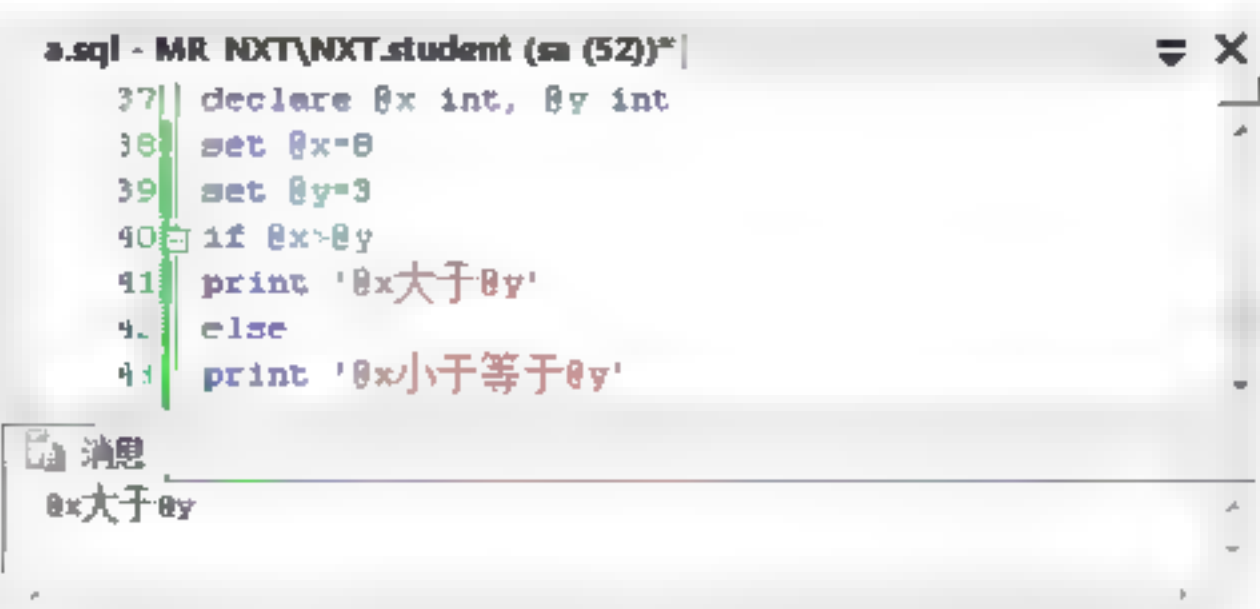 a.sql - MR NXT\NXT.student (sa (52))*
37 declare @x int, @y int
38 set @x=8
39 set @y=3
40 if @x>@y
41 print '@x大于@y'
else
print '@x小于等于@y'
消息
@x大于@y